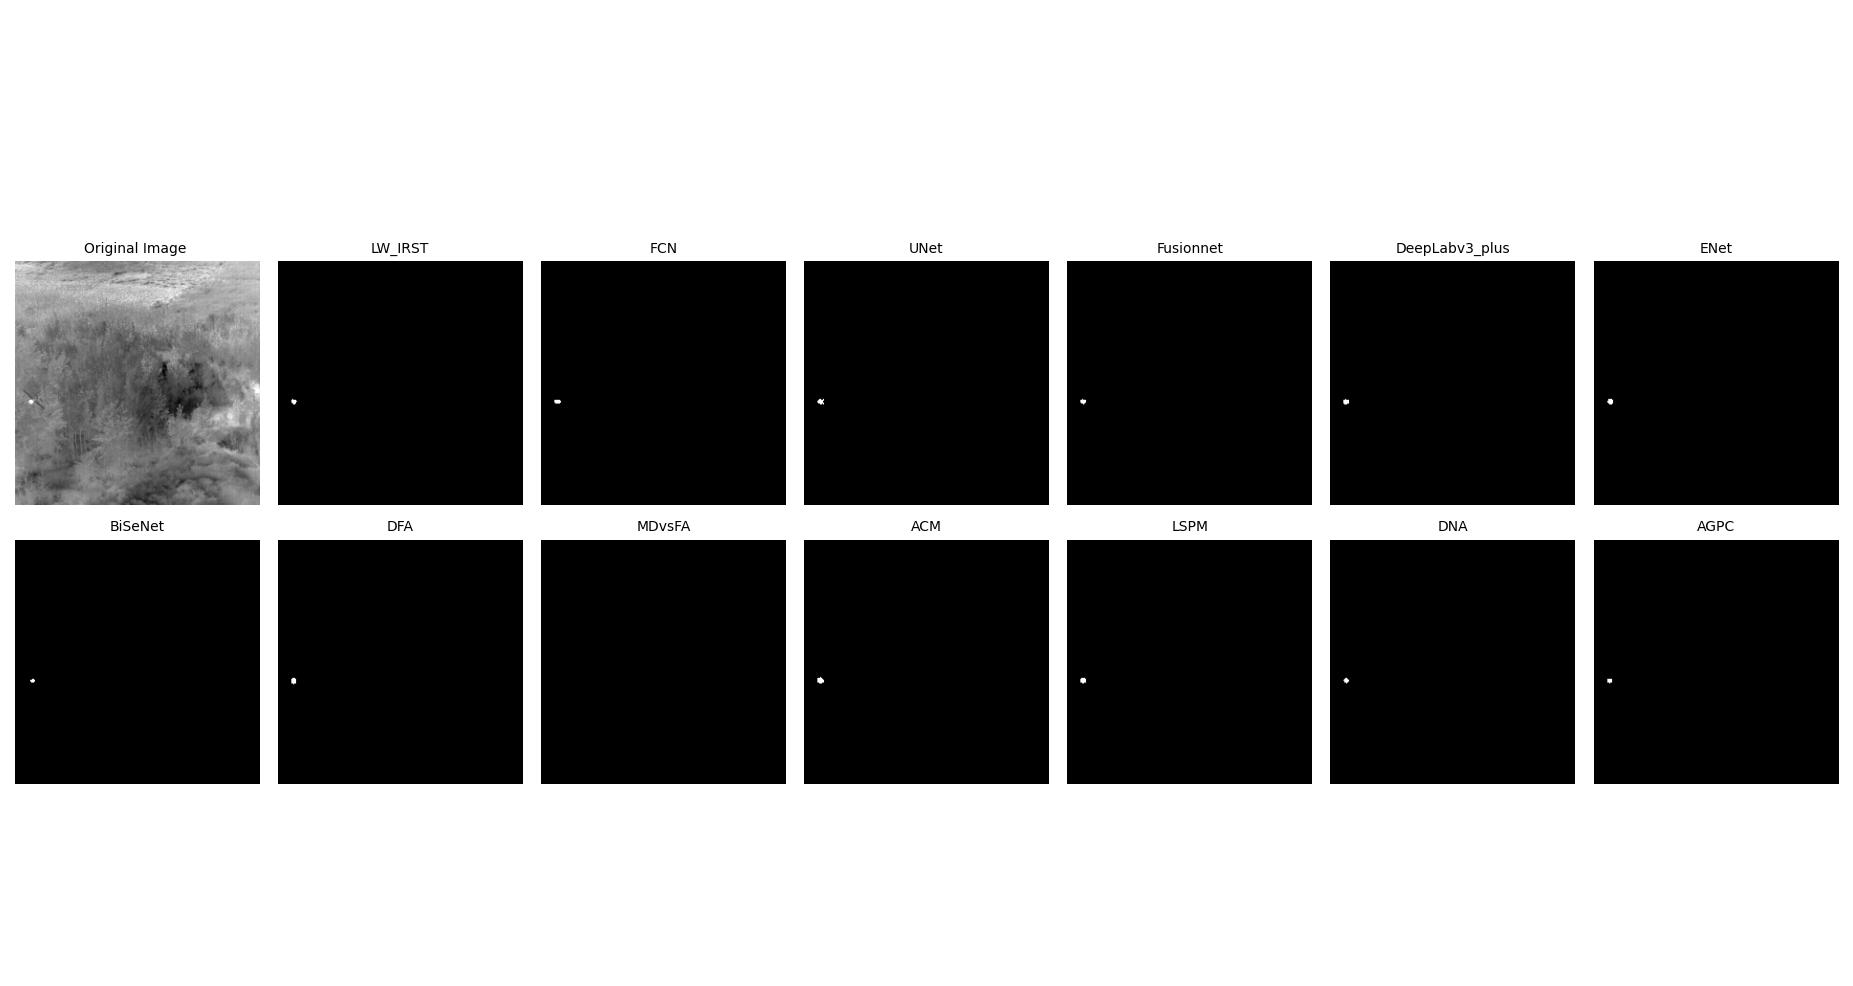 Original Image
LW_IRST
FCN
UNet
Fusionnet
DeepLabv3_plus
ENet
BiSeNet
DFA
MDvsFA
ACM
LSPM
DNA
AGPC